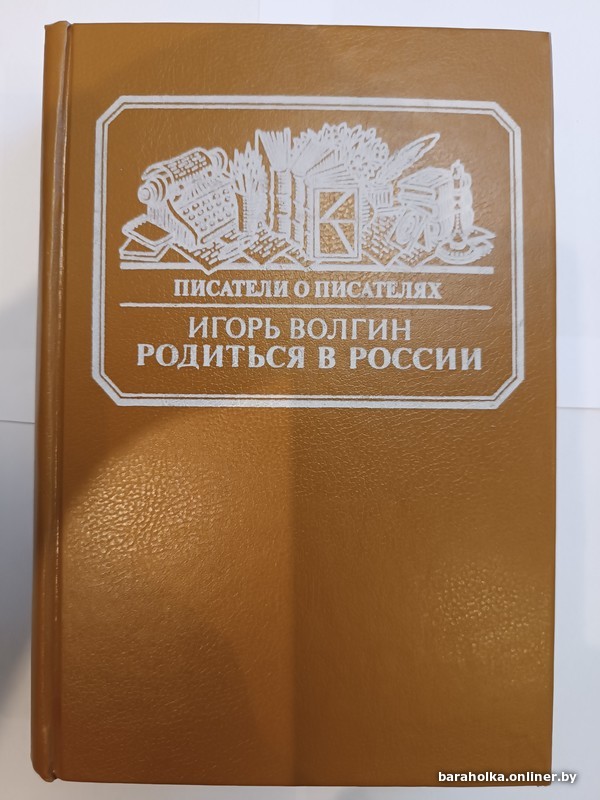 ПИСАТЕЛИ О ПИСАТЕЛЯХ
ИГОРЬ ВОЛГИН
РОДИТЬСЯ В РОССИИ
baraholka.onliner.by